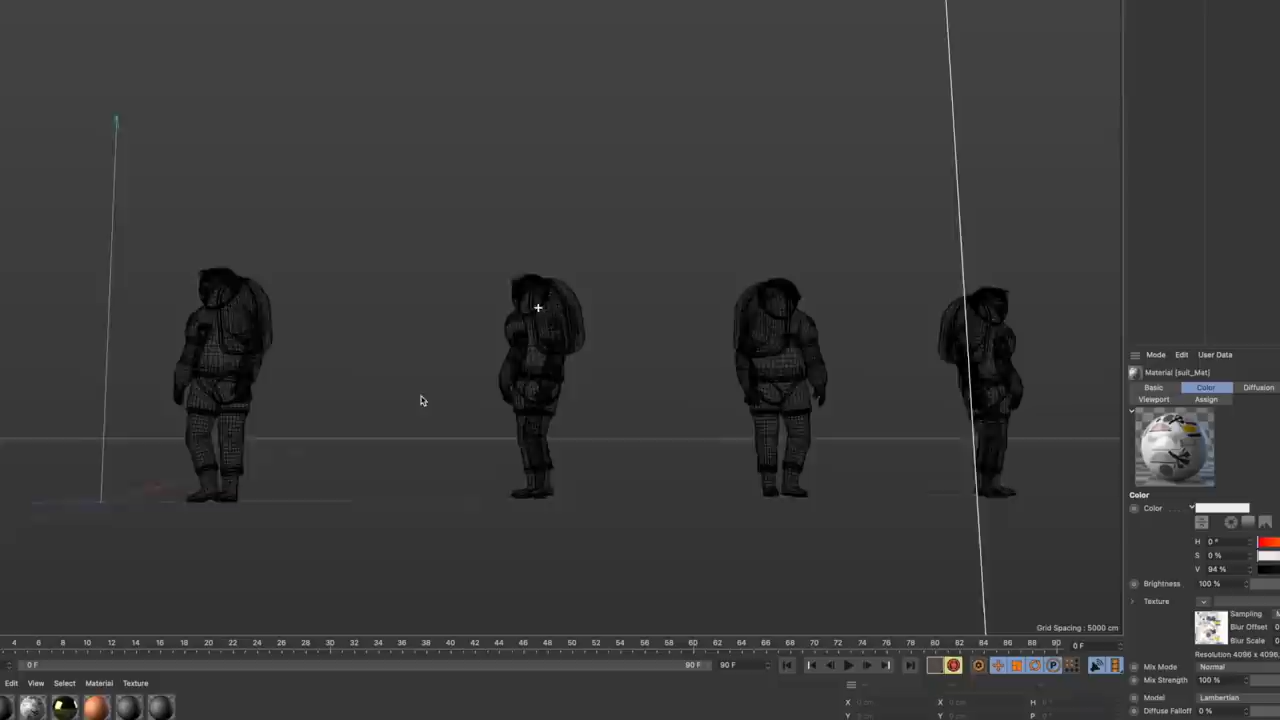 Grid Spacing : 5000 cm
4 6 8 10 12 14 16 18 20 22 24 26 28 30 32 34 36 38 40 42 44 46 48 50 52 54 56 58 60 62 64 66 68 70 72 74 76 78 80 82 84 86 88 90
0 F
0 F
90 F
90 F
Edit View Select Material Texture
X 0 cm
X 0 cm
H 0 °
Y
Y
P
Mode Edit User Data
Material [suit_Mat]
Basic Color Diffusion
Viewport Assign
Color
Color
H 0 °
S 0 %
V 94 %
Brightness 100 %
Texture
Sampling
Blur Offset
Blur Scale
Resolution 4096 x 4096,
Mix Mode Normal
Mix Strength 100 %
Model Lambertian
Diffuse Falloff 0 %